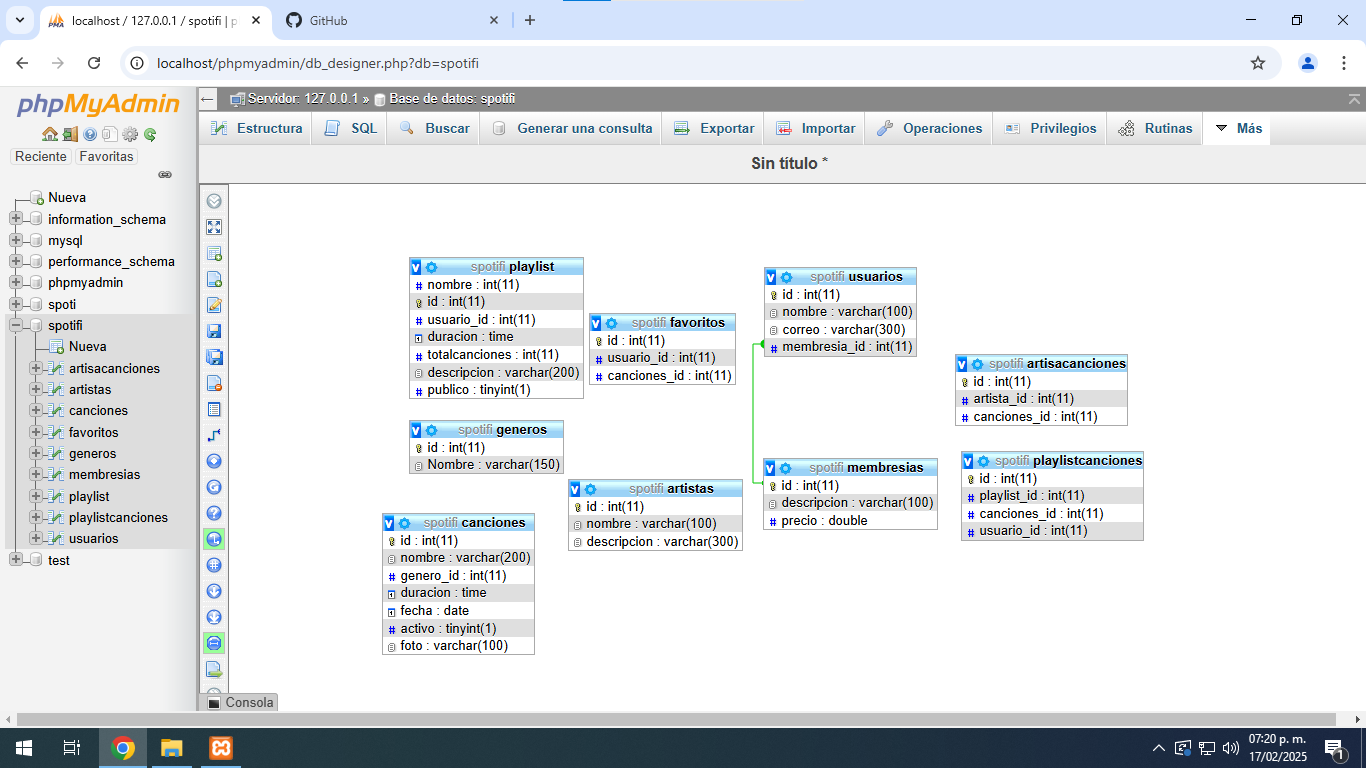 localhost / 127.0.0.1 / spotifi | p
GitHub
localhost/phpmyadmin/db_designer.php?db=spotifi
phpMyAdmin
Reciente Favoritas
Nueva
information_schema
mysql
performance_schema
phpmyadmin
spoti
spotifi
Nueva
artisacanciones
artistas
canciones
favoritos
generos
membresias
playlist
playlistcanciones
usuarios
test
Servidor: 127.0.0.1 » Base de datos: spotifi
Estructura SQL Buscar Generar una consulta Exportar Importar Operaciones Privilegios Rutinas Más
Sin título *
spotifi playlist
nombre : int(11)
id : int(11)
usuario_id : int(11)
duracion : time
totalcanciones : int(11)
descripcion : varchar(200)
publico : tinyint(1)
spotifi favoritos
id : int(11)
usuario_id : int(11)
canciones_id : int(11)
spotifi usuarios
id : int(11)
nombre : varchar(100)
correo : varchar(300)
membresia_id : int(11)
spotifi artisacanciones
id : int(11)
artista_id : int(11)
canciones_id : int(11)
spotifi generos
id : int(11)
Nombre : varchar(150)
spotifi artistas
id : int(11)
nombre : varchar(100)
descripcion : varchar(300)
spotifi membresias
id : int(11)
descripcion : varchar(100)
precio : double
spotifi playlistcanciones
id : int(11)
playlist_id : int(11)
canciones_id : int(11)
usuario_id : int(11)
spotifi canciones
id : int(11)
nombre : varchar(200)
genero_id : int(11)
duracion : time
fecha : date
activo : tinyint(1)
foto : varchar(100)
Consola
07:20 p. m.
17/02/2025
1